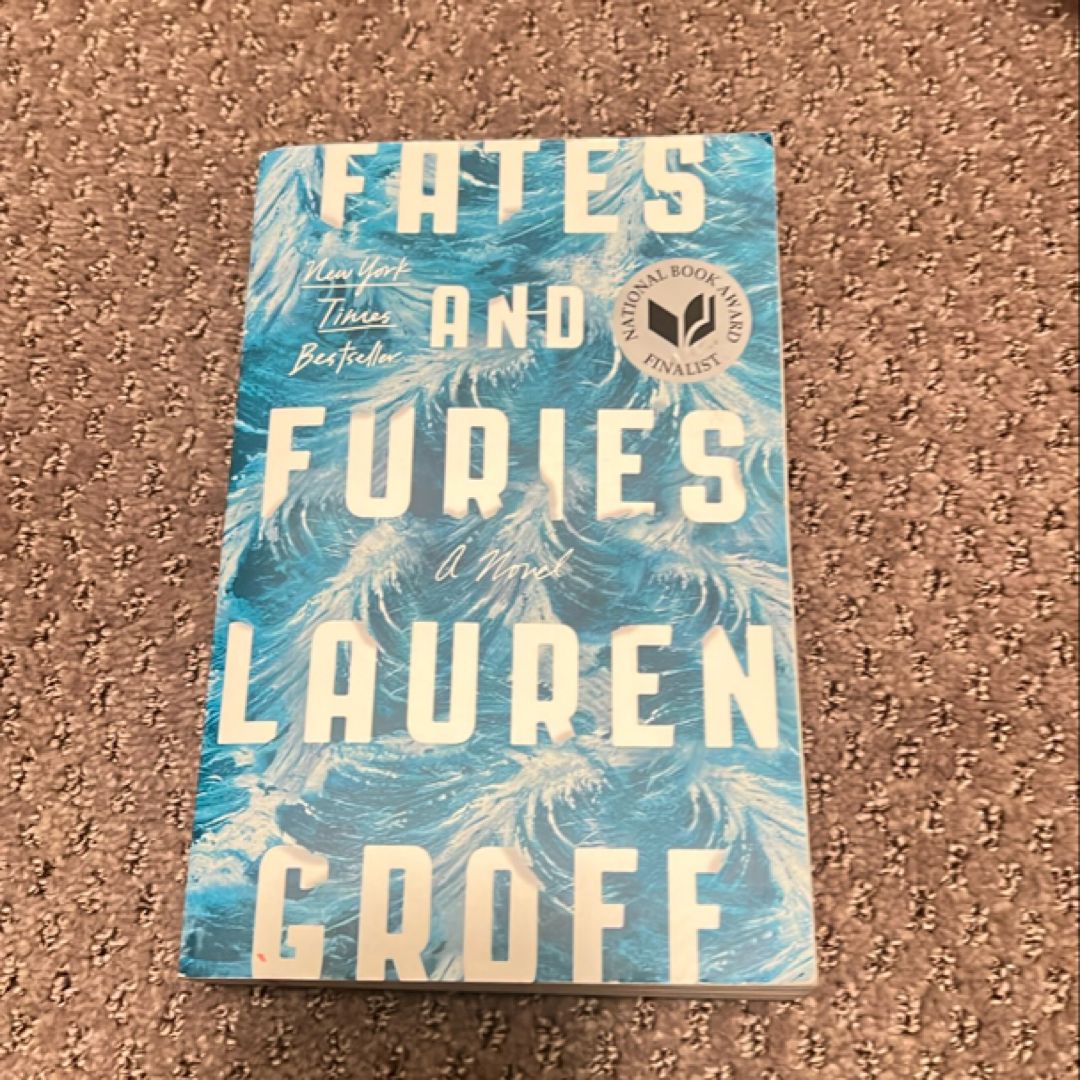 FATES
New York
Times
Bestseller
AND
NATIONAL BOOK AWARD
FINALIST
FURIES
A Novel
LAUREN
GROFF